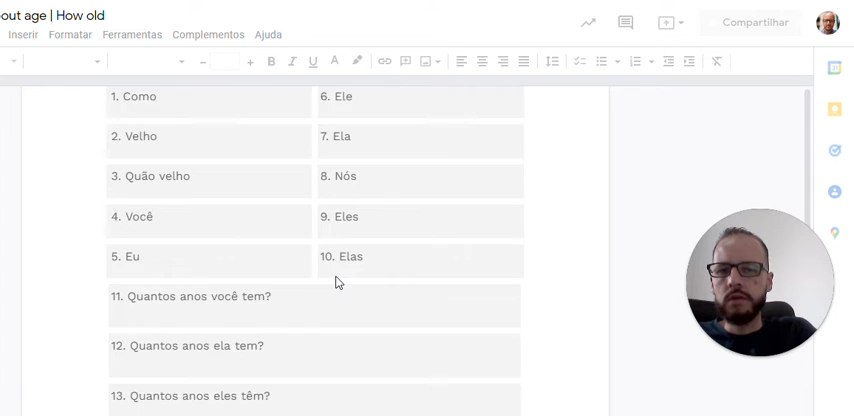 out age | How old
Inserir Formatar Ferramentas Complementos Ajuda
Compartilhar
1. Como
6. Ele
2. Velho
7. Ela
3. Quão velho
8. Nós
4. Você
9. Eles
5. Eu
10. Elas
11. Quantos anos você tem?
12. Quantos anos ela tem?
13. Quantos anos eles têm?